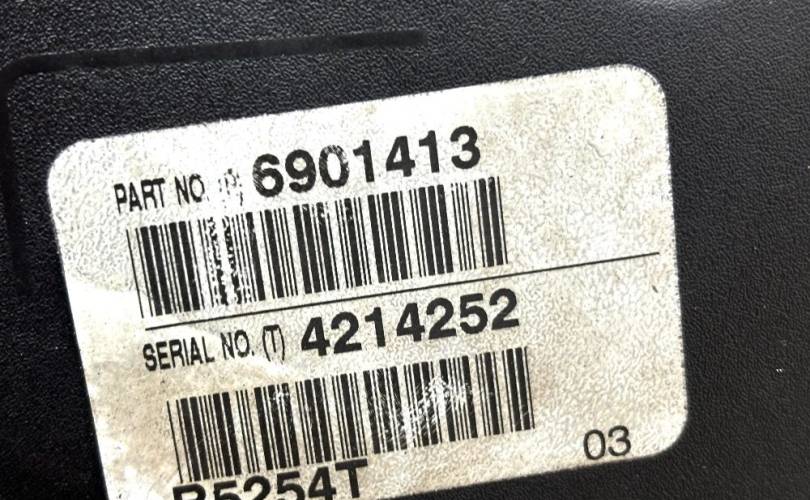 PART NO. (P) 6901413
SERIAL NO. (T) 4214252
03
B5254T